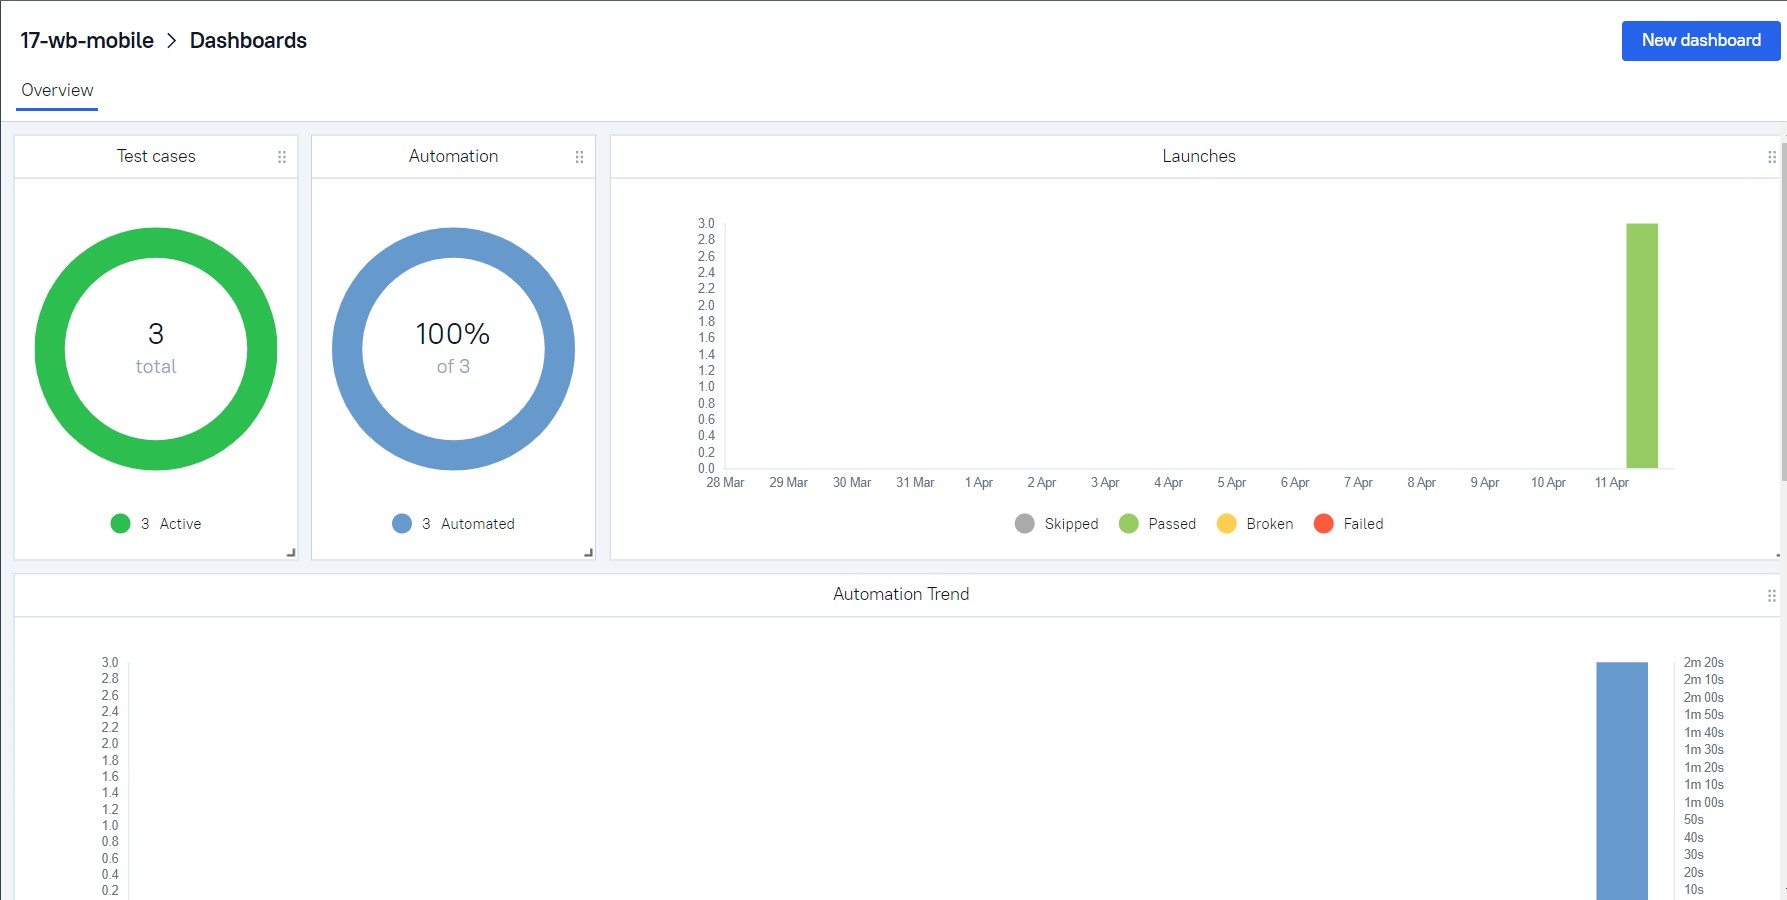 17-wb-mobile > Dashboards
New dashboard
Overview
Test cases
3
total
3 Active
Automation
100%
of 3
3 Automated
Launches
3.0
2.8
2.6
2.4
2.2
2.0
1.8
1.6
1.4
1.2
1.0
0.8
0.6
0.4
0.2
0.0
28 Mar 29 Mar 30 Mar 31 Mar 1 Apr 2 Apr 3 Apr 4 Apr 5 Apr 6 Apr 7 Apr 8 Apr 9 Apr 10 Apr 11 Apr
Skipped Passed Broken Failed
Automation Trend
3.0
2.8
2.6
2.4
2.2
2.0
1.8
1.6
1.4
1.2
1.0
0.8
0.6
0.4
0.2
2m 20s
2m 10s
2m 00s
1m 50s
1m 40s
1m 30s
1m 20s
1m 10s
1m 00s
50s
40s
30s
20s
10s